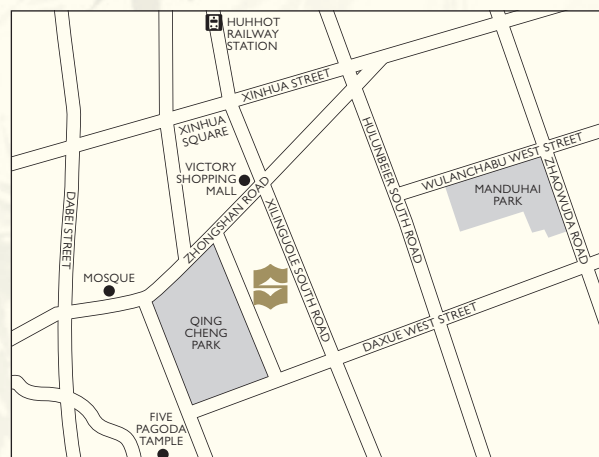 HUHHOT
RAILWAY
STATION
XINHUA STREET
XINHUA
SQUARE
VICTORY
SHOPPING
MALL
HULUNBEIER SOUTH ROAD
WULANCHABU WEST STREET
MANDUHAI
PARK
ZHAOWUDA ROAD
DABEI STREET
ZHONGSHAN ROAD
XILINGUOLE SOUTH ROAD
MOSQUE
QING
CHENG
PARK
DAXUE WEST STREET
FIVE
PAGODA
TAMPLE